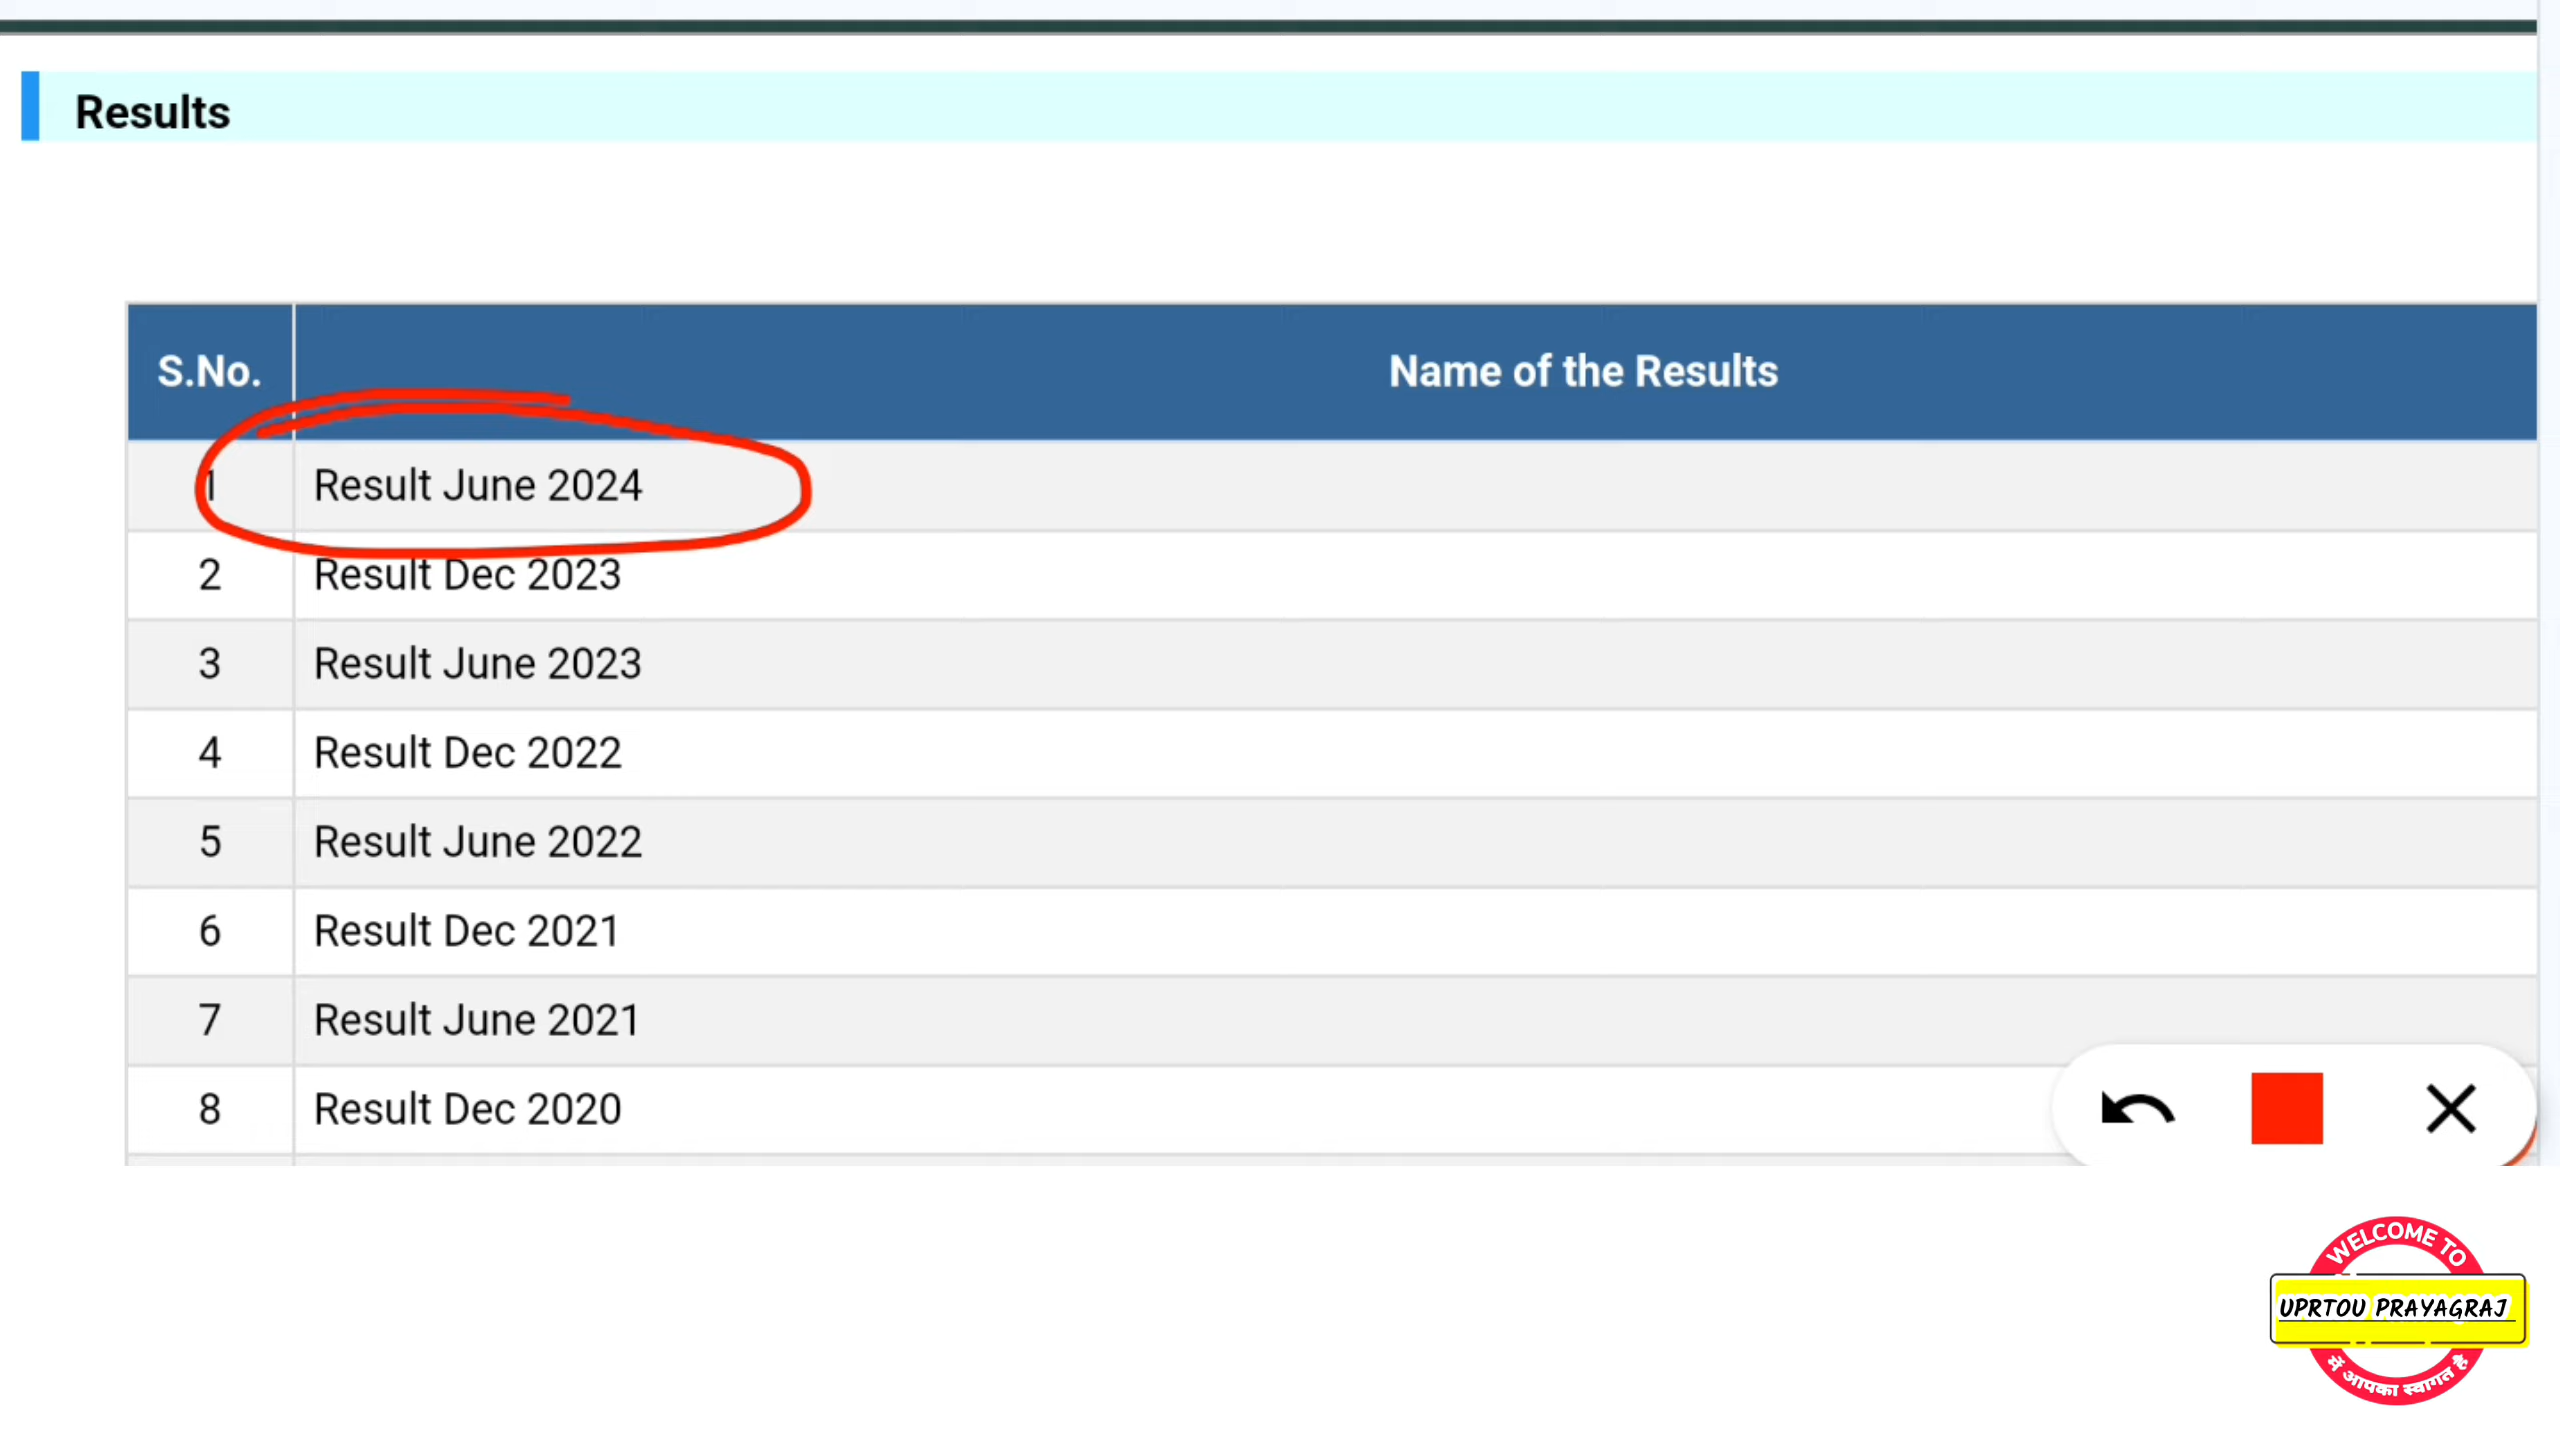 Results
S.No. Name of the Results
1 Result June 2024
2 Result Dec 2023
3 Result June 2023
4 Result Dec 2022
5 Result June 2022
6 Result Dec 2021
7 Result June 2021
8 Result Dec 2020
WELCOME TO
UPRTOU PRAYAGRAJ
में आपका स्वागत है